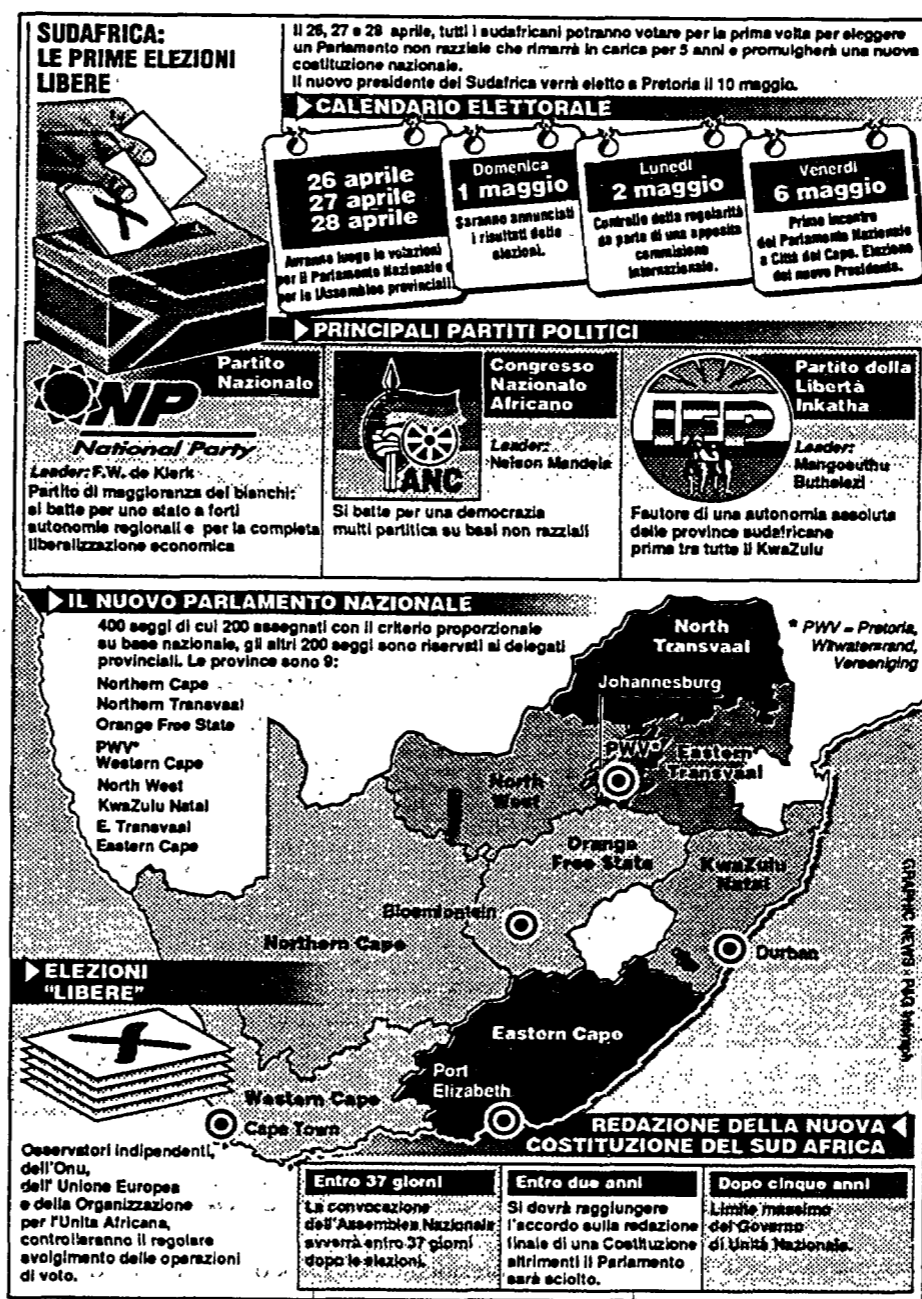 SUDAFRICA:
LE PRIME ELEZIONI
LIBERE
Il 26, 27 e 28 aprile, tutti i sudafricani potranno votare per la prima volta per eleggere
un Parlamento non razziale che rimarrà in carica per 5 anni e promulgherà una nuova
costituzione nazionale.
Il nuovo presidente del Sudafrica verrà eletto a Pretoria il 10 maggio.
CALENDARIO ELETTORALE
26 aprile
27 aprile
28 aprile
Avranno luogo le votazioni
per il Parlamento Nazionale e
per le lAssemblee provinciali
Domenica
1 maggio
Saranno annunciati
i risultati delle
elezioni.
Lunedì
2 maggio
Controllo della regolarità
da parte di una apposita
commissione
internazionale.
Venerdì
6 maggio
Primo incontro
del Parlamento Nazionale
a Città del Capo. Elezione
del nuovo Presidente.
PRINCIPALI PARTITI POLITICI
Partito
Nazionale
NP
National Party
Leader: F.W. de Klerk
Partito di maggioranza dei bianchi:
si batte per uno stato a forti
autonomie regionali e per la completa
liberalizzazione economica
Congresso
Nazionale
Africano
ANC
Leader:
Nelson Mandela
Si batte per una democrazia
multi partitica su basi non razziali
Partito della
Libertà
Inkatha
IFP
Leader:
Mangosuthu
Buthelezi
Fautore di una autonomia assoluta
delle province sudafricane
prima tra tutte il KwaZulu
IL NUOVO PARLAMENTO NAZIONALE
400 seggi di cui 200 assegnati con il criterio proporzionale
su base nazionale, gli altri 200 seggi sono riservati ai delegati
provinciali. Le province sono 9:
Northern Cape
Northern Transvaal
Orange Free State
PWV*
Western Cape
North West
KwaZulu Natal
E. Transvaal
Eastern Cape
* PWV = Pretoria,
Witwatersrand,
Vereeniging
North
Transvaal
Johannesburg
PWV*
Eastern
Transvaal
North
West
Orange
Free State
KwaZulu
Natal
Bloemfontein
Northern Cape
Durban
Eastern Cape
Port
Elizabeth
Western Cape
Cape Town
GRAPHIC NEWS / P&G Infograph
ELEZIONI
"LIBERE"
Osservatori indipendenti,
dell'Onu,
dell' Unione Europea
e della Organizzazione
per l'Unita Africana,
controlleranno il regolare
svolgimento delle operazioni
di voto.
REDAZIONE DELLA NUOVA
COSTITUZIONE DEL SUD AFRICA
Entro 37 giorni
La convocazione
dell'Assemblea Nazionale
avverrà entro 37 giorni
dopo le elezioni.
Entro due anni
Si dovrà raggiungere
l'accordo sulla redazione
finale di una Costituzione
altrimenti il Parlamento
sarà sciolto.
Dopo cinque anni
Limite massimo
del Governo
di Unità Nazionale.